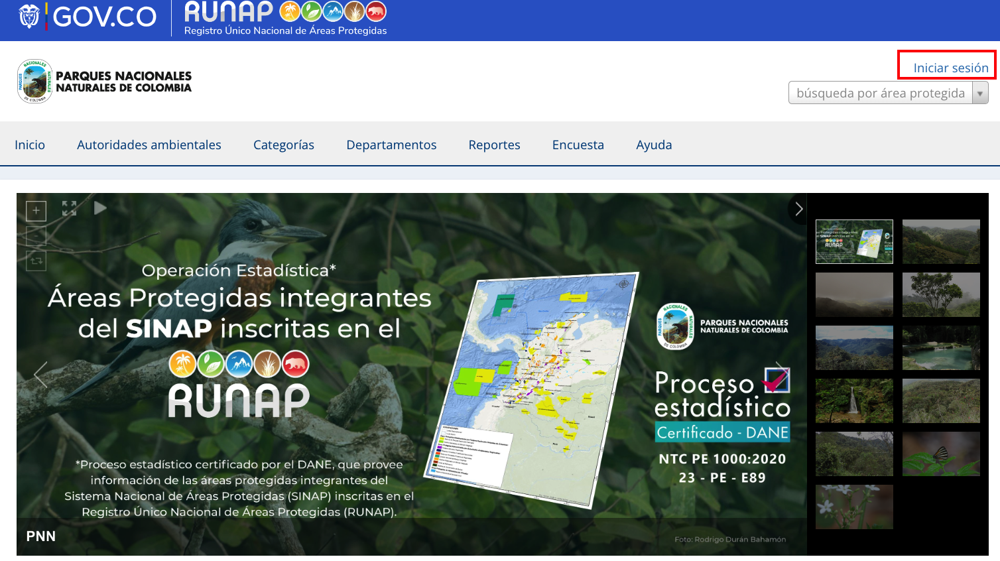 GOV.CO
RUNAP
Registro Único Nacional de Áreas Protegidas
PARQUES NACIONALES
NATURALES DE COLOMBIA
Iniciar sesión
búsqueda por área protegida
Inicio
Autoridades ambientales
Categorías
Departamentos
Reportes
Encuesta
Ayuda
Operación Estadística*
Áreas Protegidas integrantes
del SINAP inscritas en el
RUNAP
*Proceso estadístico certificado por el DANE, que provee
información de las áreas protegidas integrantes del
Sistema Nacional de Áreas Protegidas (SINAP) inscritas en el
Registro Único Nacional de Áreas Protegidas (RUNAP).
PARQUES NACIONALES
NATURALES DE COLOMBIA
Proceso
estadístico
Certificado - DANE
NTC PE 1000:2020
23 - PE - E89
PNN
Foto: Rodrigo Durán Bahamón